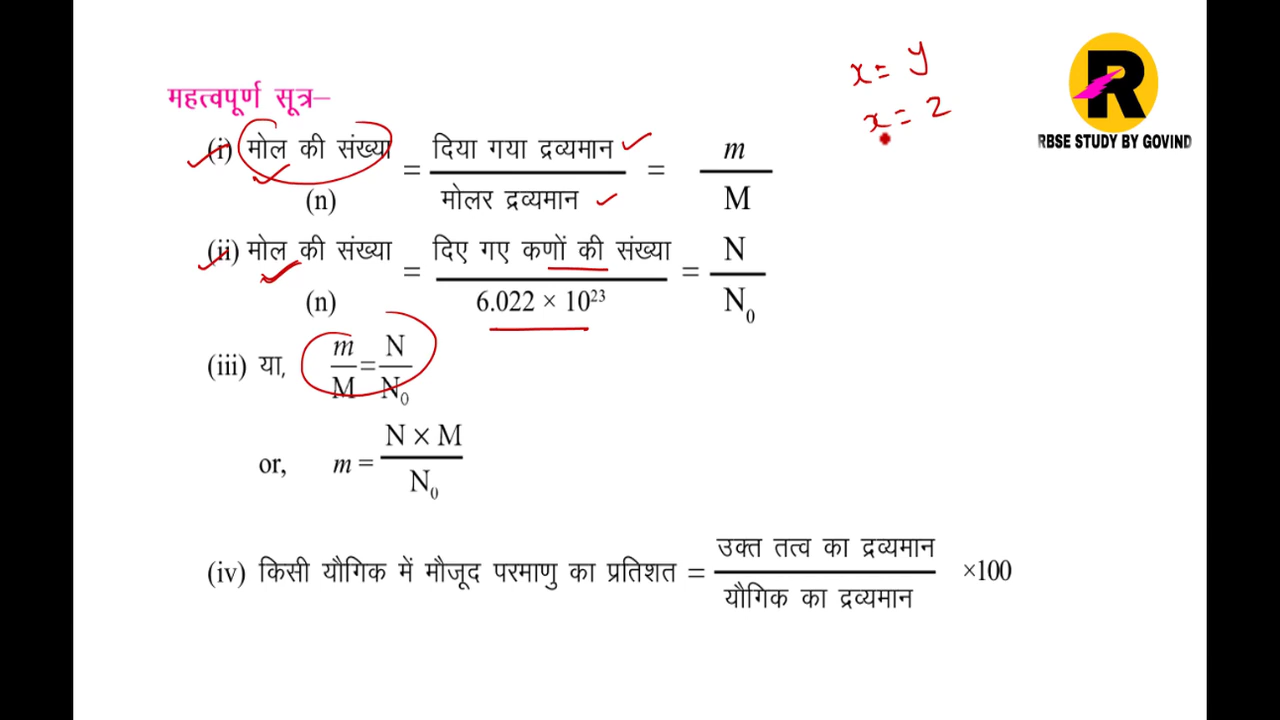 महत्वपूर्ण सूत्र–
(i) मोल की संख्या (n) = दिया गया द्रव्यमान / मोलर द्रव्यमान = m / M
(ii) मोल की संख्या (n) = दिए गए कणों की संख्या / 6.022 × 10²³ = N / N₀
(iii) या, m/M = N/N₀
or, m = N × M / N₀
(iv) किसी यौगिक में मौजूद परमाणु का प्रतिशत = उक्त तत्व का द्रव्यमान / यौगिक का द्रव्यमान ×100
x = y
x = 2
R
RBSE STUDY BY GOVIND